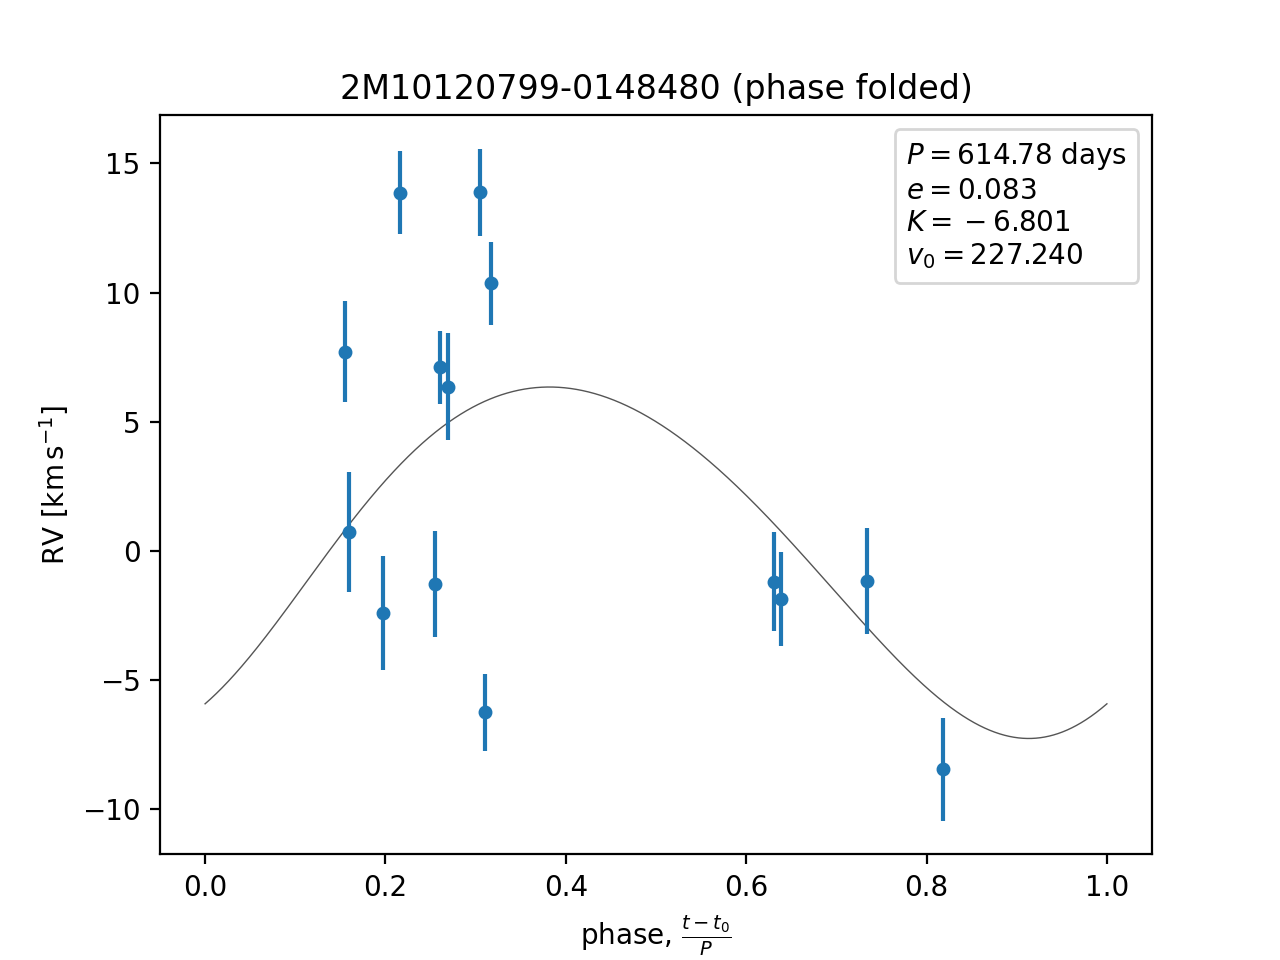 2M10120799-0148480 (phase folded)
P = 614.78 days
e = 0.083
K = −6.801
v₀ = 227.240
RV [km s⁻¹]
15
10
5
0
−5
−10
0.0 0.2 0.4 0.6 0.8 1.0
phase, (t − t₀)/P